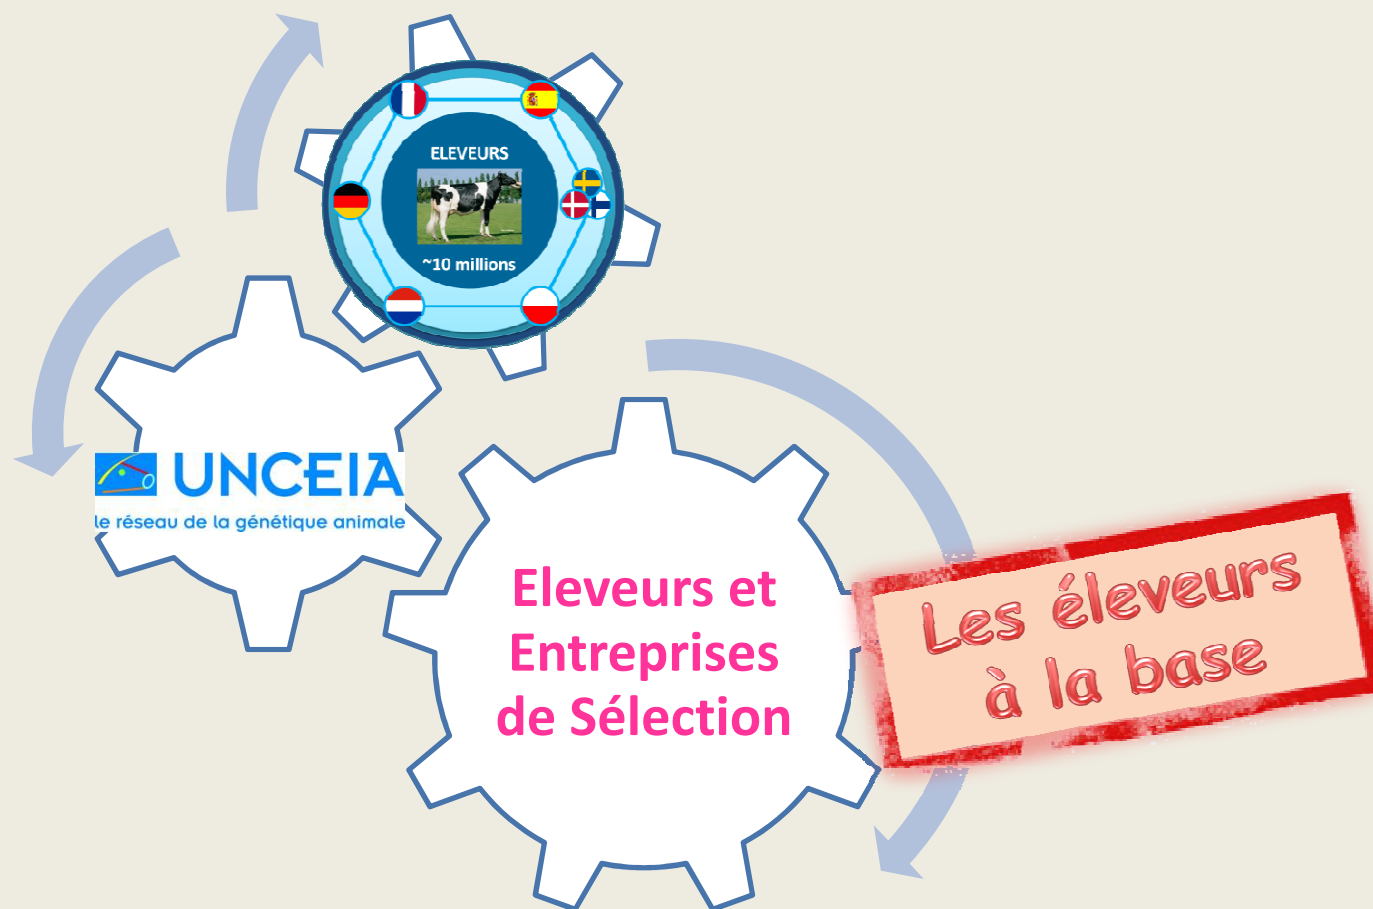 ELEVEURS
~10 millions
UNCEIA
le réseau de la génétique animale
Eleveurs et
Entreprises
de Sélection
Les éleveurs
à la base